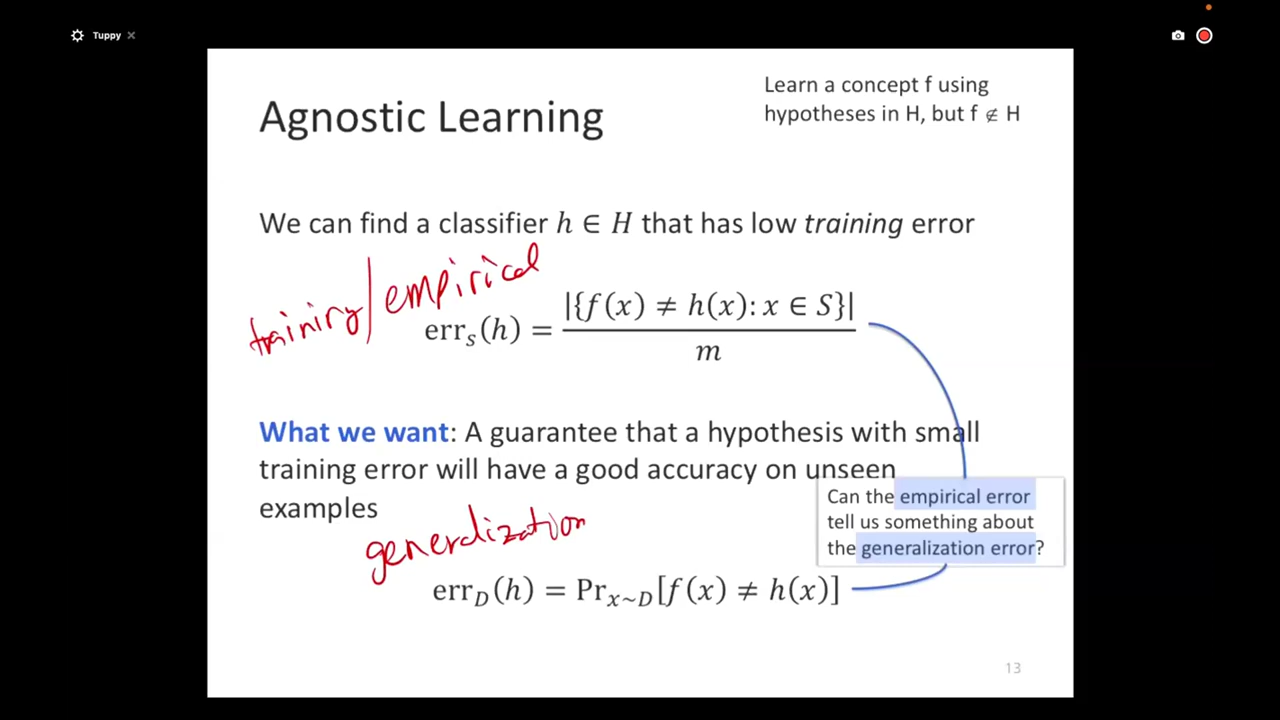 Tuppy
Learn a concept f using
hypotheses in H, but f ∉ H
Agnostic Learning
We can find a classifier h ∈ H that has low training error
training/empirical
errₛ(h) = |{f(x) ≠ h(x): x ∈ S}| / m
What we want: A guarantee that a hypothesis with small
training error will have a good accuracy on unseen
examples
Can the empirical error
tell us something about
the generalization error?
generalization
err_D(h) = Pr_{x~D}[f(x) ≠ h(x)]
13